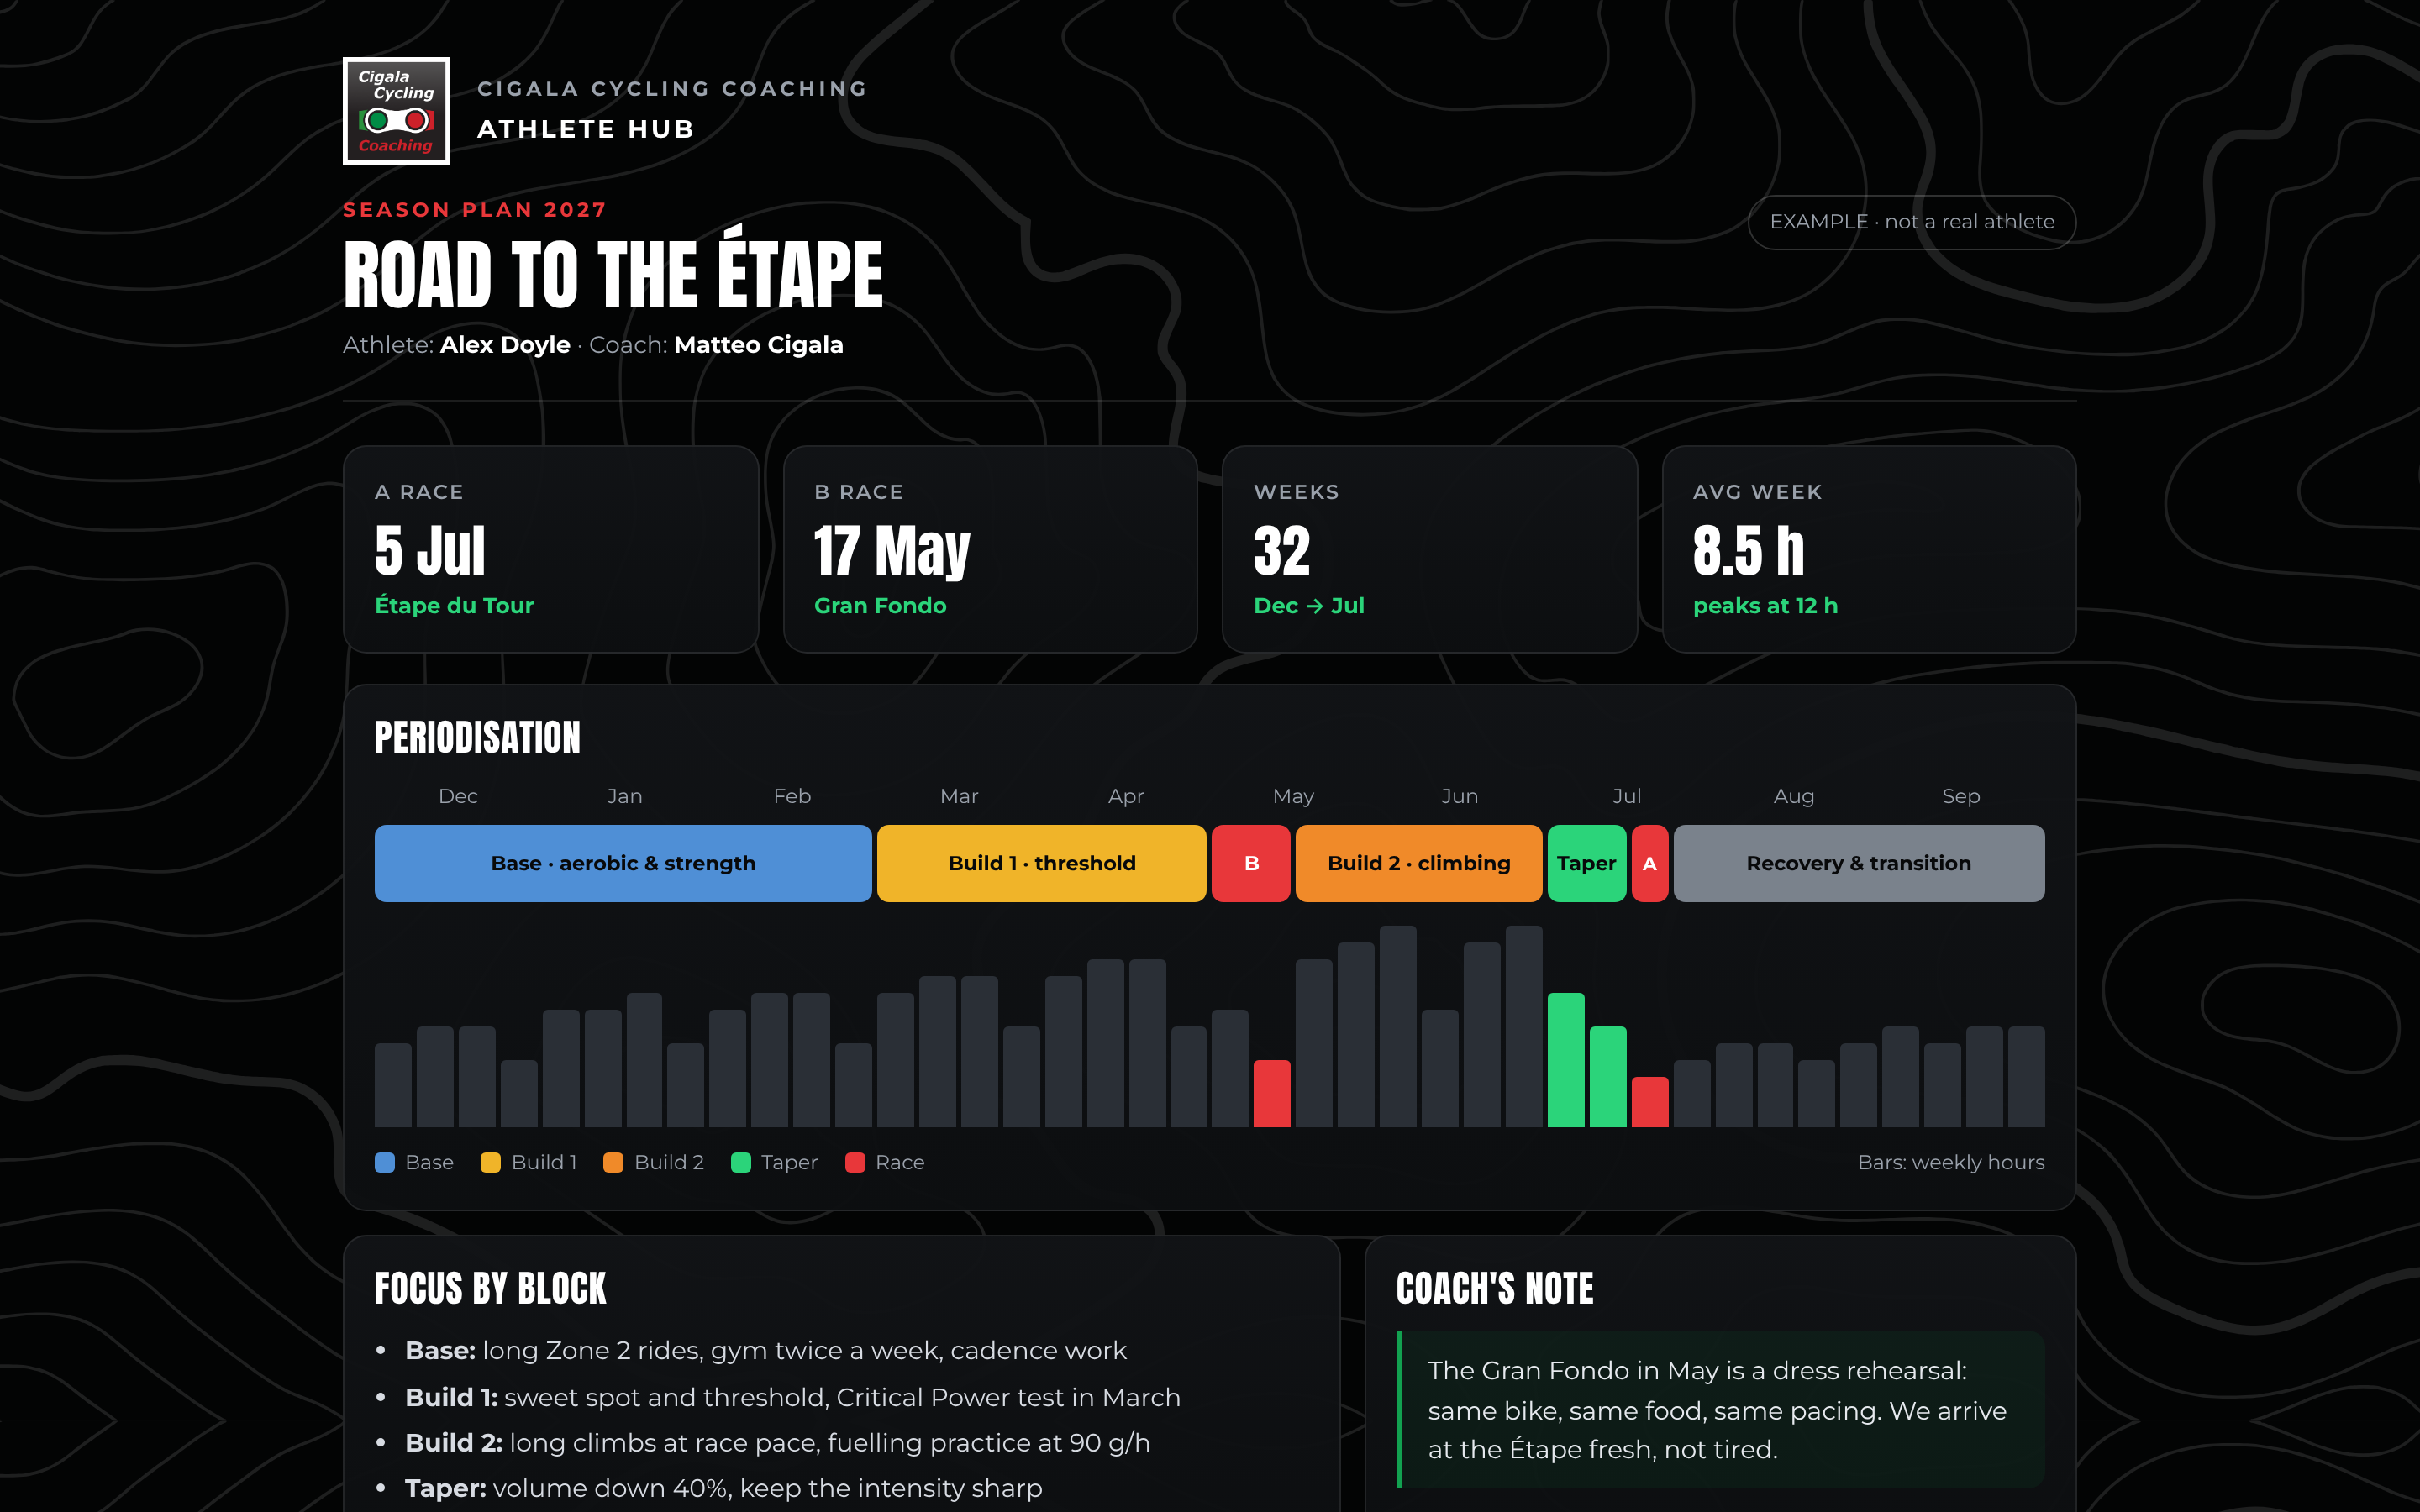 Cigala
Cycling
Coaching
CIGALA CYCLING COACHING
ATHLETE HUB
SEASON PLAN 2027
ROAD TO THE ÉTAPE
Athlete: Alex Doyle · Coach: Matteo Cigala
EXAMPLE · not a real athlete
A RACE
5 Jul
Étape du Tour
B RACE
17 May
Gran Fondo
WEEKS
32
Dec → Jul
AVG WEEK
8.5 h
peaks at 12 h
PERIODISATION
Dec Jan Feb Mar Apr May Jun Jul Aug Sep
Base · aerobic & strength Build 1 · threshold B Build 2 · climbing Taper A Recovery & transition
Base Build 1 Build 2 Taper Race Bars: weekly hours
FOCUS BY BLOCK
• Base: long Zone 2 rides, gym twice a week, cadence work
• Build 1: sweet spot and threshold, Critical Power test in March
• Build 2: long climbs at race pace, fuelling practice at 90 g/h
• Taper: volume down 40%, keep the intensity sharp
COACH'S NOTE
The Gran Fondo in May is a dress rehearsal:
same bike, same food, same pacing. We arrive
at the Étape fresh, not tired.